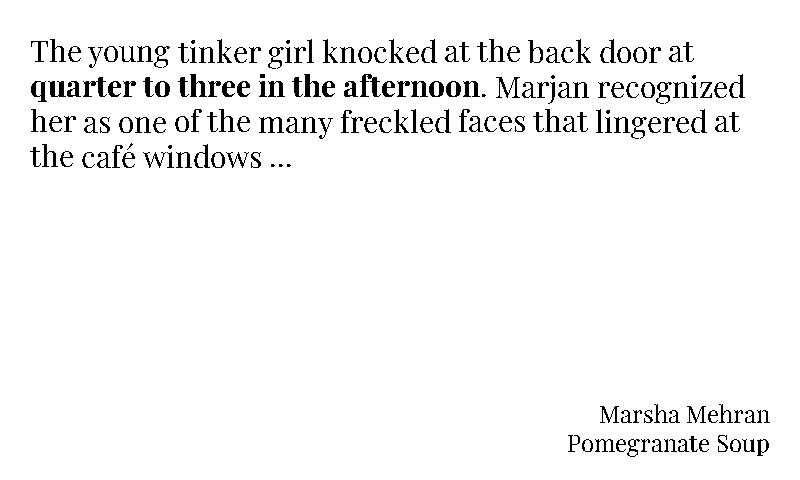 The young tinker girl knocked at the back door at
quarter to three in the afternoon. Marjan recognized
her as one of the many freckled faces that lingered at
the café windows ...
Marsha Mehran
Pomegranate Soup